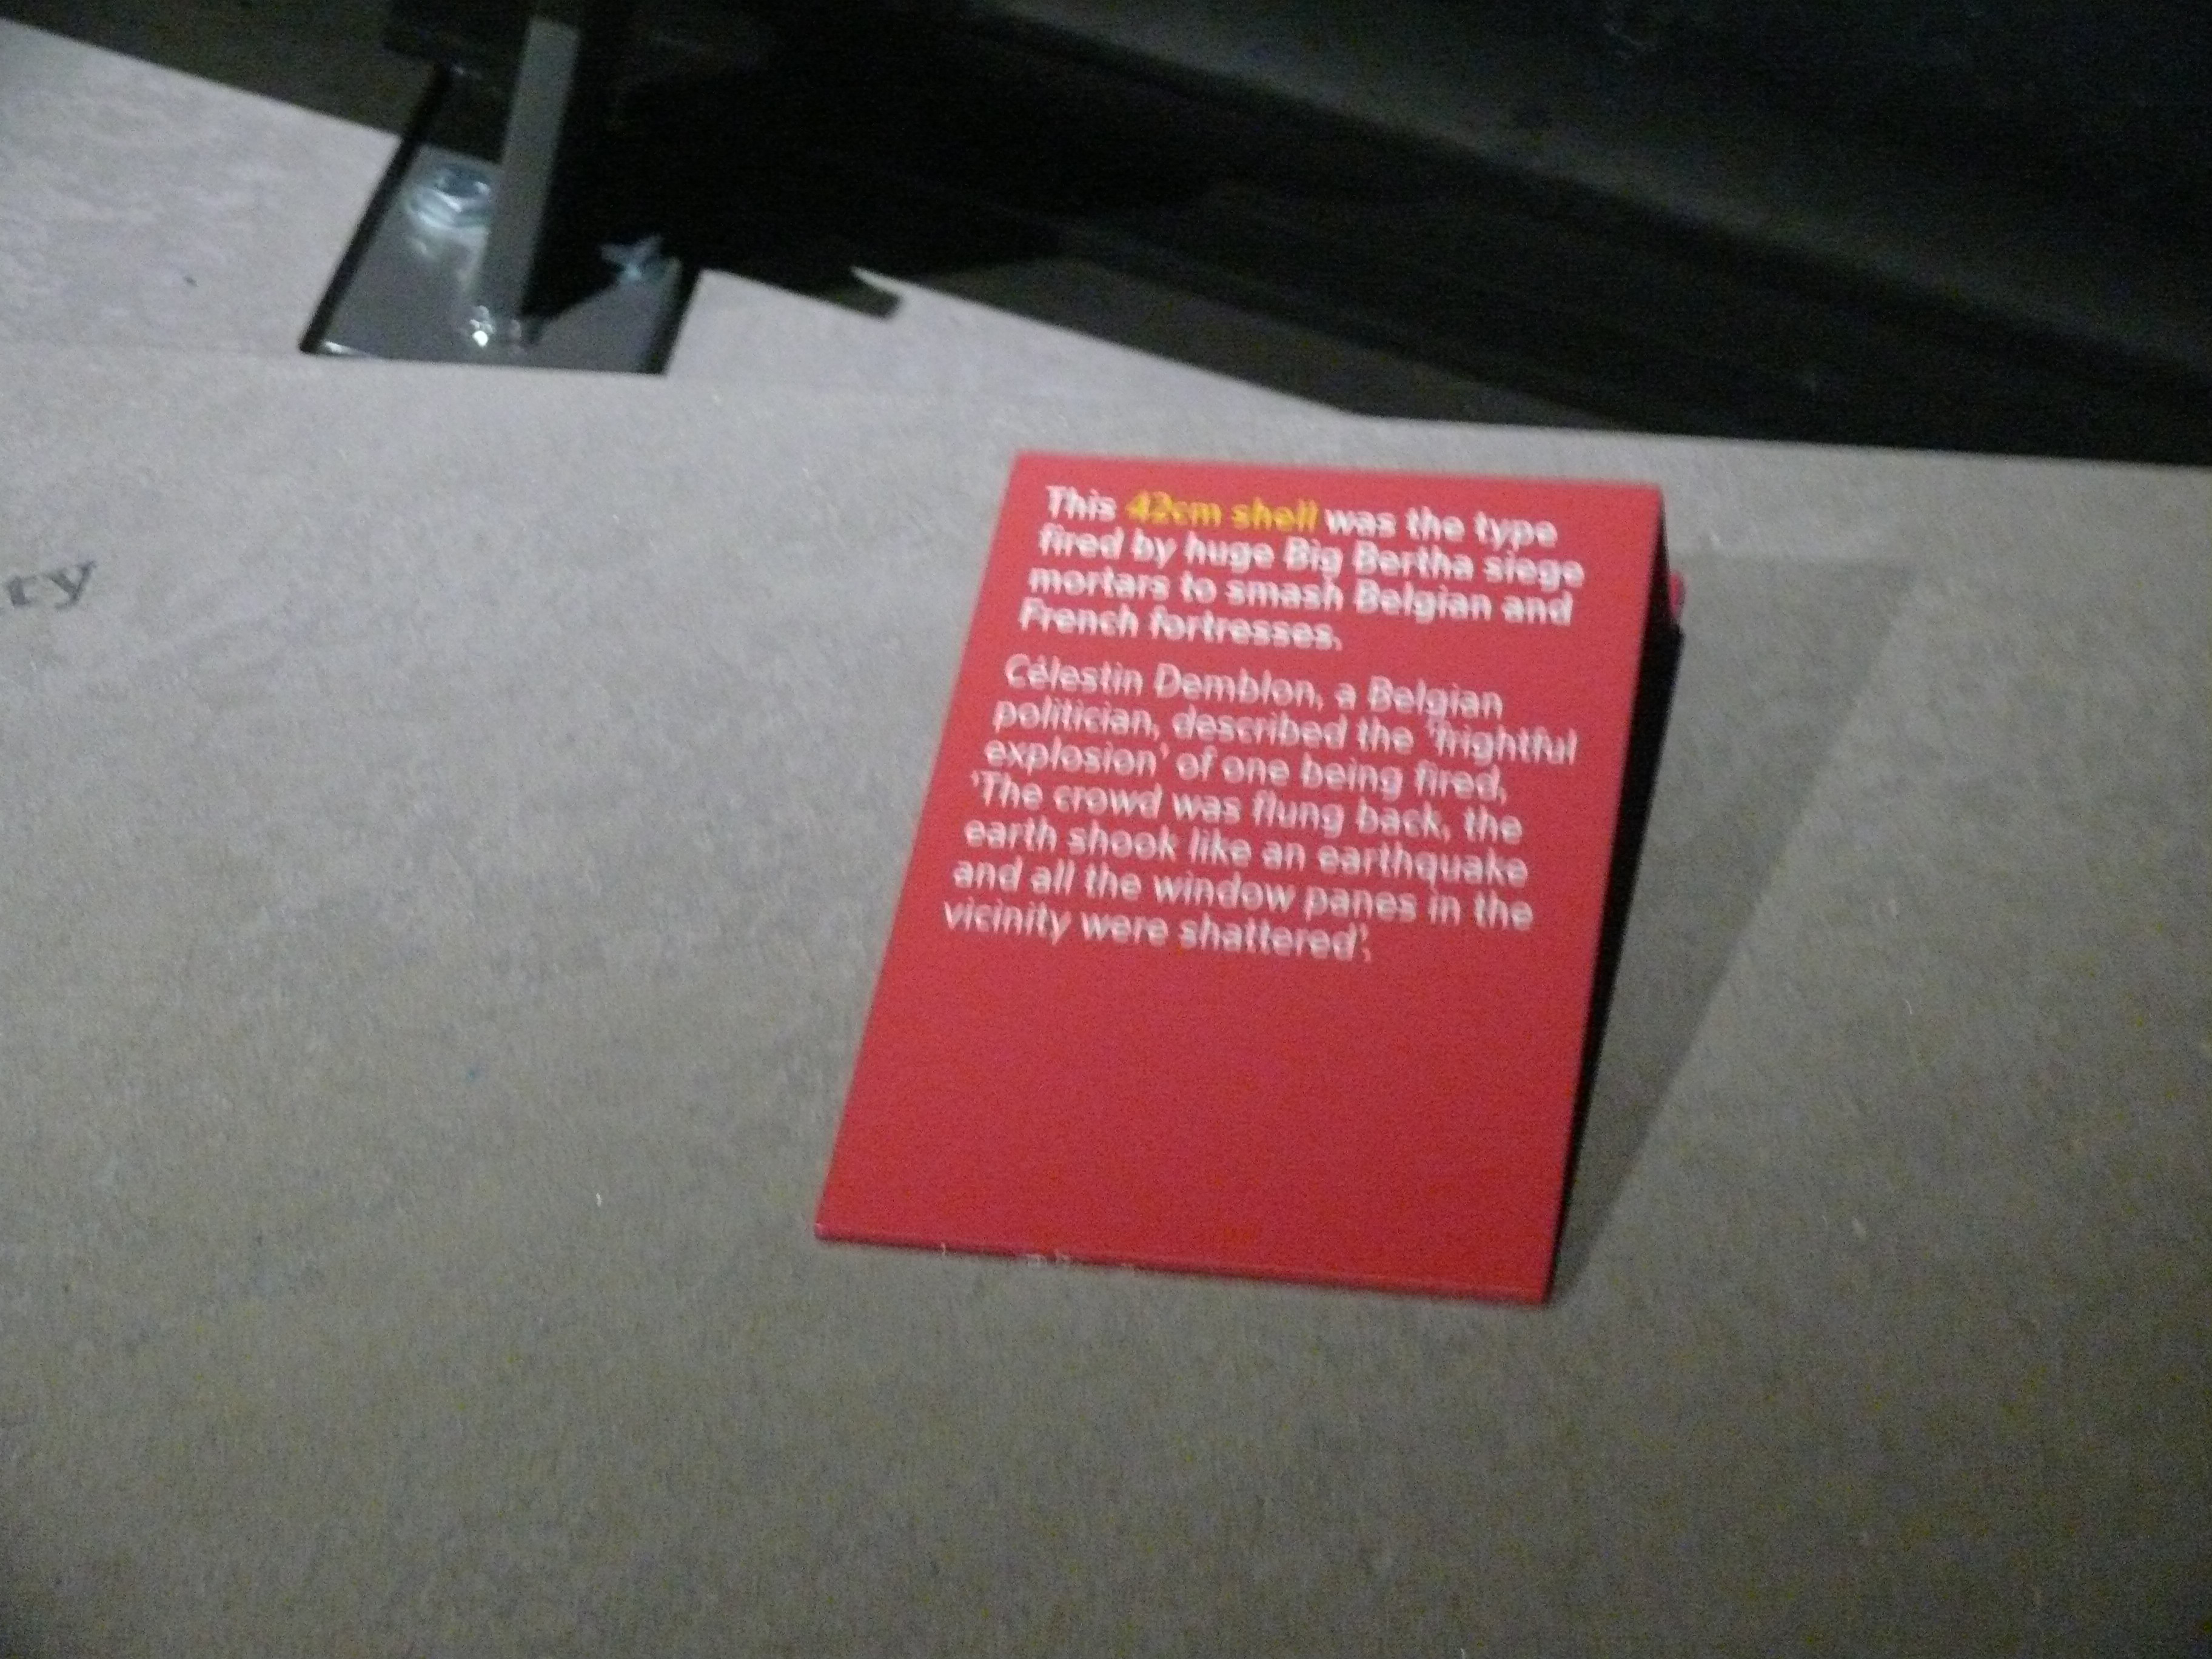 ry
This 42cm shell was the type
fired by huge Big Bertha siege
mortars to smash Belgian and
French fortresses.
Célestin Demblon, a Belgian
politician, described the 'frightful
explosion' of one being fired.
'The crowd was flung back, the
earth shook like an earthquake
and all the window panes in the
vicinity were shattered'.